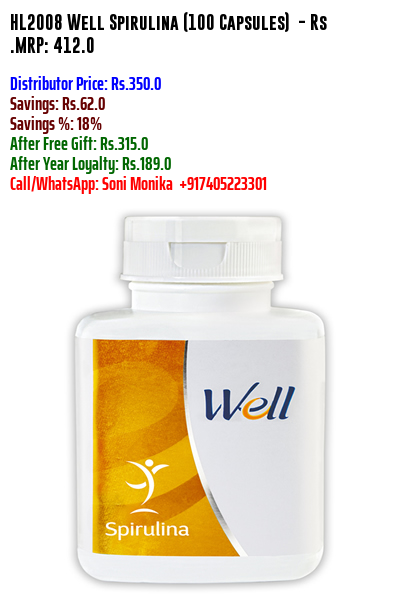 HL2008 Well Spirulina (100 Capsules) - Rs
.MRP: 412.0
Distributor Price: Rs.350.0
Savings: Rs.62.0
Savings %: 18%
After Free Gift: Rs.315.0
After Year Loyalty: Rs.189.0
Call/WhatsApp: Soni Monika +917405223301
Well
Spirulina